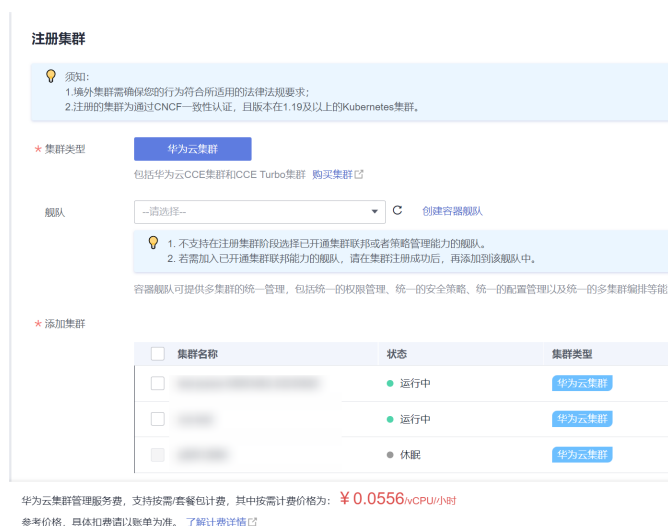 注册集群
须知:
1.境外集群需确保您的行为符合所适用的法律法规要求;
2.注册的集群为通过CNCF一致性认证，且版本在1.19及以上的Kubernetes集群。
* 集群类型
华为云集群
包括华为云CCE集群和CCE Turbo集群 购买集群
舰队
--请选择--
创建容器舰队
1. 不支持在注册集群阶段选择已开通集群联邦或者策略管理能力的舰队。
2. 若需加入已开通集群联邦能力的舰队，请在集群注册成功后，再添加到该舰队中。
容器舰队可提供多集群的统一管理，包括统一的权限管理、统一的安全策略、统一的配置管理以及统一的多集群编排等能
* 添加集群
集群名称 状态 集群类型
运行中 华为云集群
运行中 华为云集群
休眠 华为云集群
华为云集群管理服务费，支持按需/套餐包计费，其中按需计费价格为: ¥0.0556/vCPU/小时
参考价格，具体扣费请以账单为准。 了解计费详情